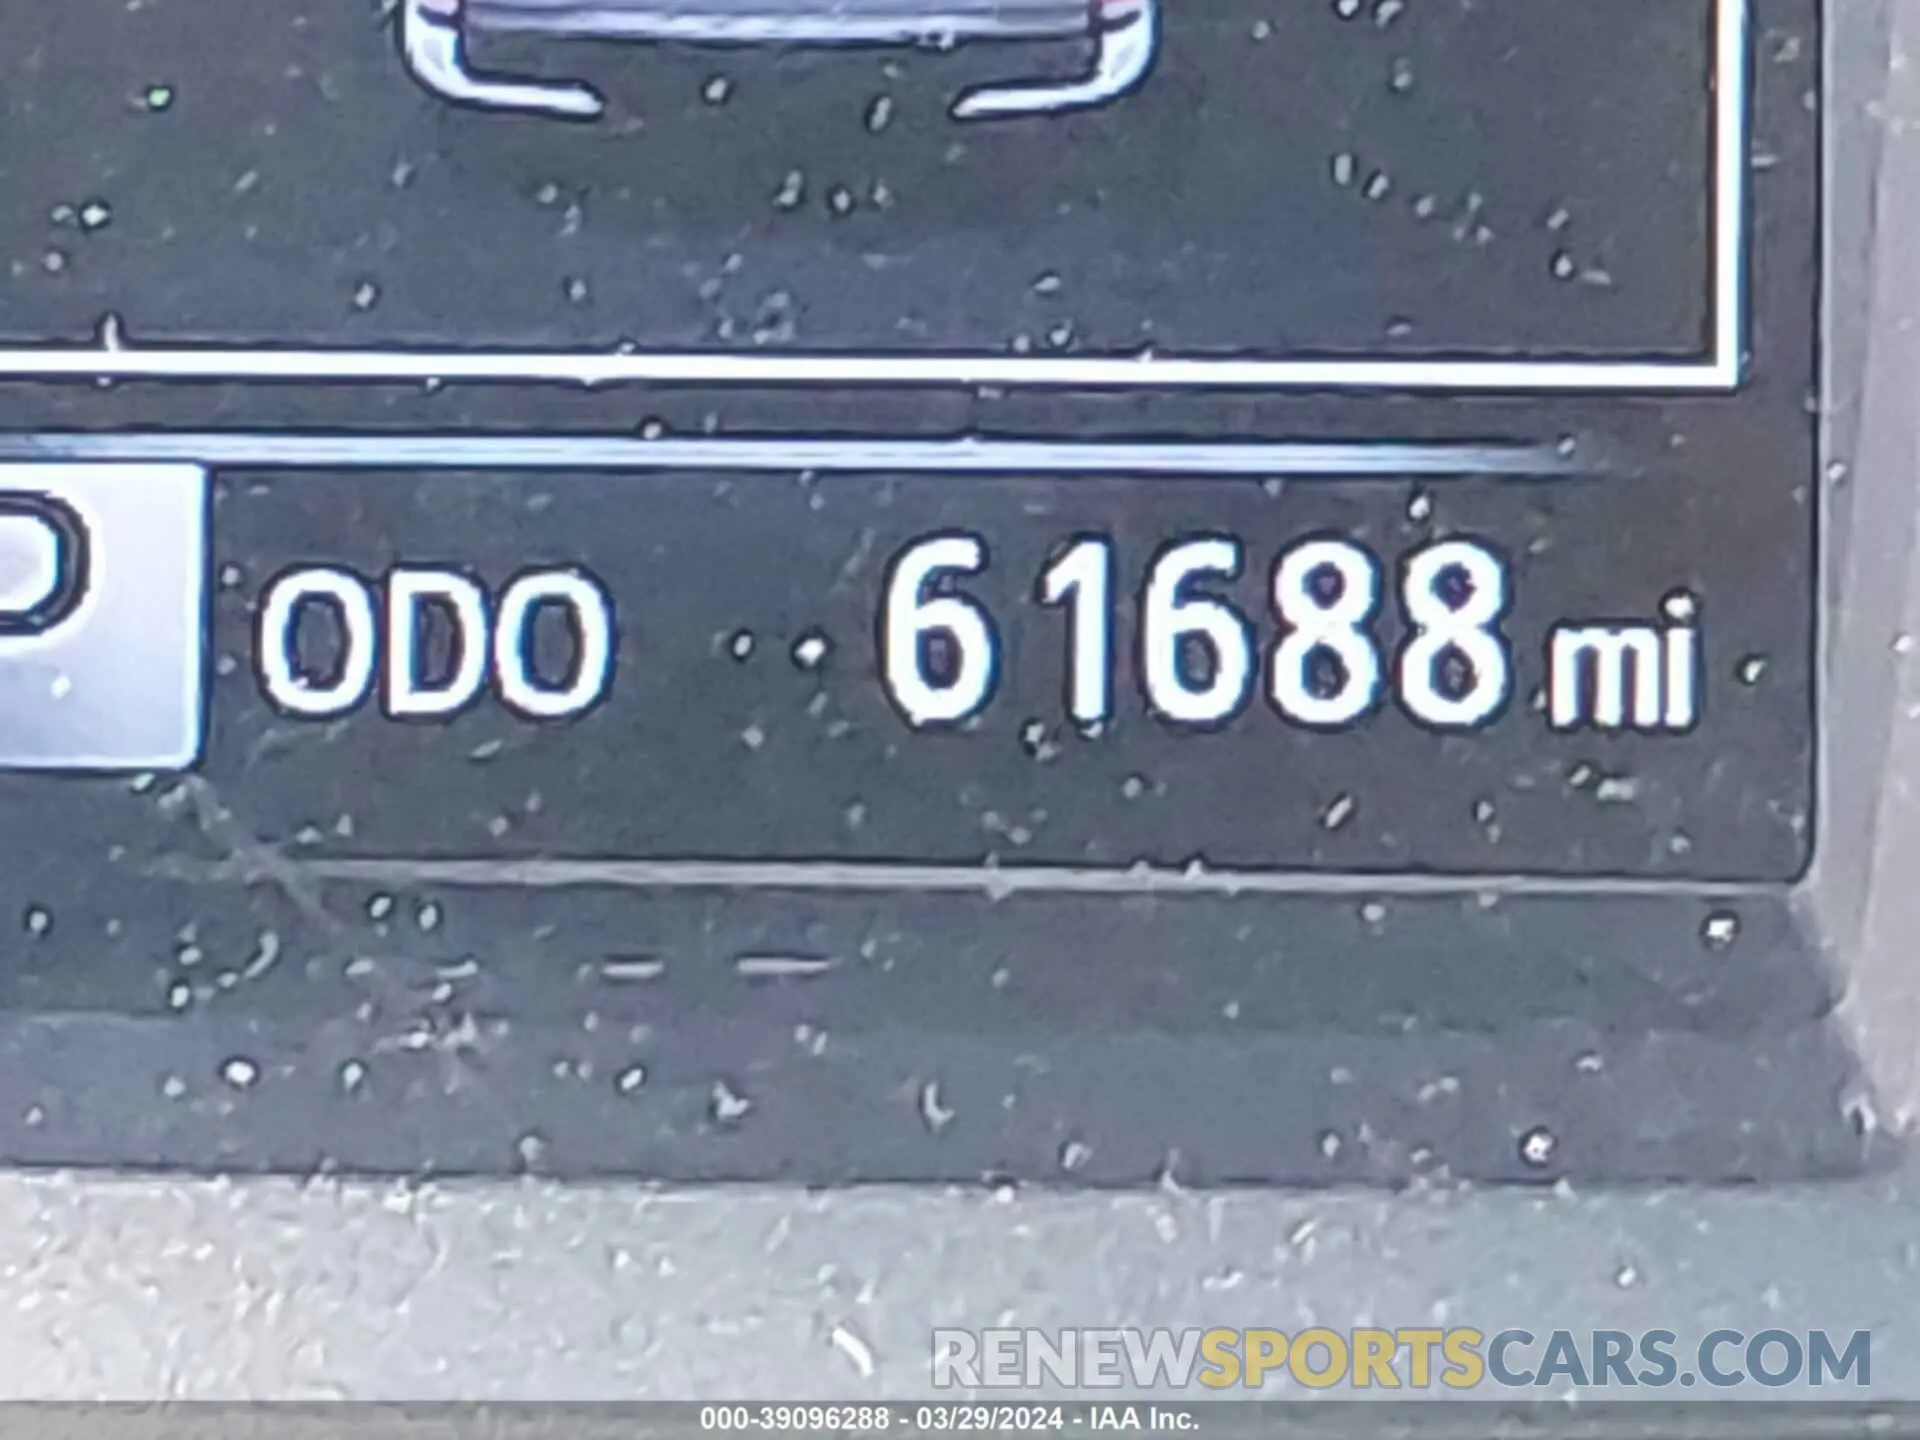 P ODO 61688 mi
RENEWSPORTSCARS.COM
000-39096288 - 03/29/2024 - IAA Inc.